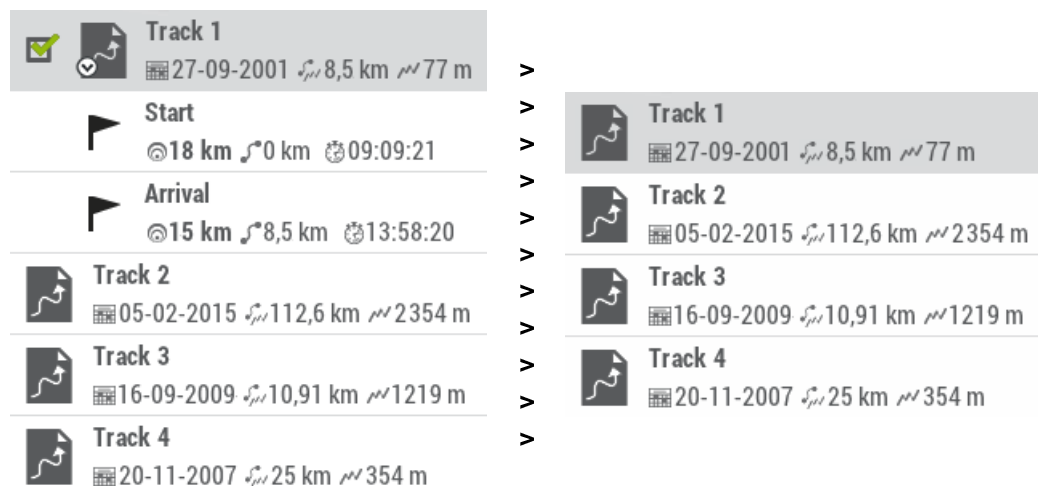 Track 1
27-09-2001 8,5 km 77 m
Start
18 km 0 km 09:09:21
Arrival
15 km 8,5 km 13:58:20
Track 2
05-02-2015 112,6 km 2354 m
Track 3
16-09-2009 10,91 km 1219 m
Track 4
20-11-2007 25 km 354 m
>
>
>
>
>
>
>
>
>
>
>
Track 1
27-09-2001 8,5 km 77 m
Track 2
05-02-2015 112,6 km 2354 m
Track 3
16-09-2009 10,91 km 1219 m
Track 4
20-11-2007 25 km 354 m